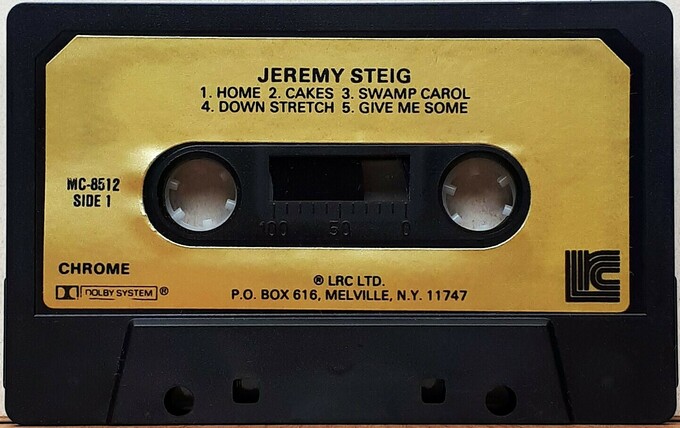 JEREMY STEIG
1. HOME 2. CAKES 3. SWAMP CAROL
4. DOWN STRETCH 5. GIVE ME SOME
MC-8512
SIDE 1
100 50 0
CHROME
DOLBY SYSTEM ®
® LRC LTD.
P.O. BOX 616, MELVILLE, N.Y. 11747
LRC